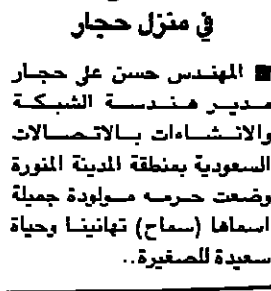 في منزل حجار
■ المهندس حسن علي حجار
مدير هندسة الشبكة
والانشاءات بالاتصالات
السعودية بمنطقة المدينة المنورة
وضعت حرمه مولودة جميلة
اسماها (سماح) تهانينا وحياة
سعيدة للصغيرة..